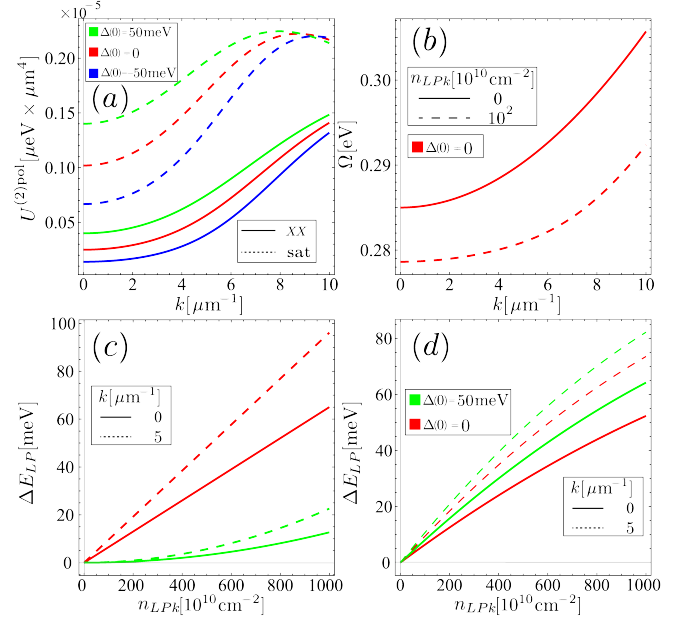 ×10⁻⁵
0.20
0.15
0.10
0.05
0 2 4 6 8 10
k[μm⁻¹]
U⁽²⁾ᵖᵒˡ[μeV × μm⁴]
Δ(0)=50meV
Δ(0)=0
Δ(0)=-50meV
(a)
XX
sat
0.30
0.29
0.28
0 2 4 6 8 10
k[μm⁻¹]
Ω[eV]
(b)
n_LPk[10¹⁰cm⁻²]
0
10²
Δ(0)=0
100
80
60
40
20
0
0 200 400 600 800 1000
n_LPk[10¹⁰cm⁻²]
ΔE_LP[meV]
(c)
k[μm⁻¹]
0
5
80
60
40
20
0
0 200 400 600 800 1000
n_LPk[10¹⁰cm⁻²]
ΔE_LP[meV]
(d)
Δ(0)=50meV
Δ(0)=0
k[μm⁻¹]
0
5